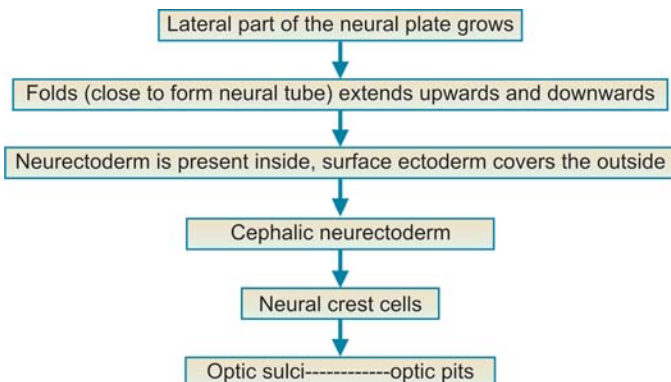 Lateral part of the neural plate grows
Folds (close to form neural tube) extends upwards and downwards
Neurectoderm is present inside, surface ectoderm covers the outside
Cephalic neurectoderm
Neural crest cells
Optic sulci------------optic pits